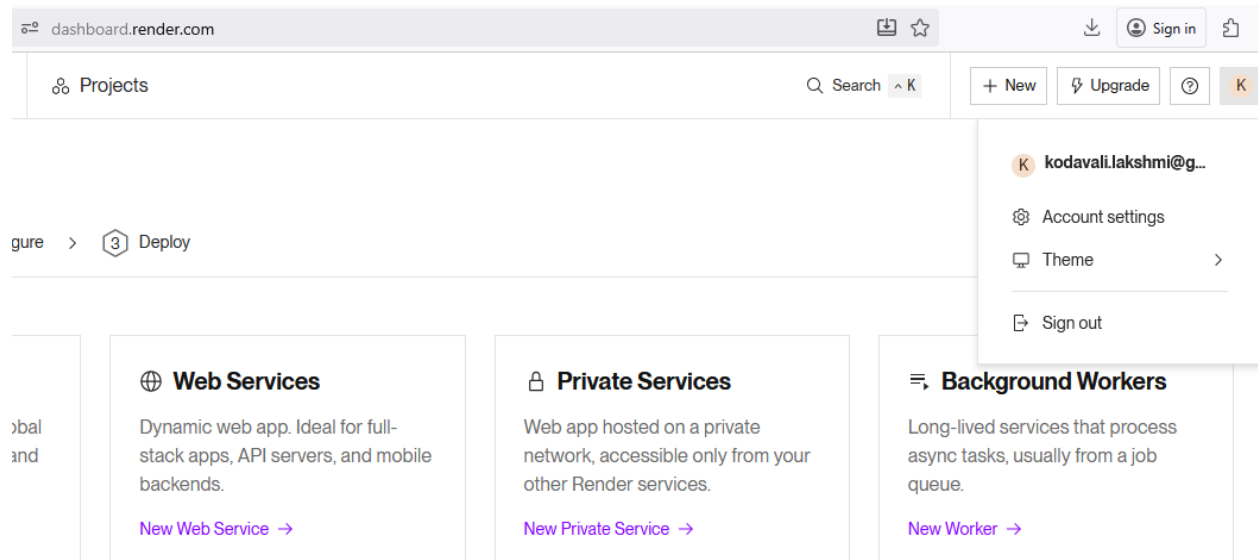 dashboard.render.com
Sign in
Projects
Search ^ K
+ New
Upgrade
?
K
K kodavali.lakshmi@g...
Account settings
Theme
Sign out
gure > 3 Deploy
obal
and
Web Services
Dynamic web app. Ideal for full-
stack apps, API servers, and mobile
backends.
New Web Service →
Private Services
Web app hosted on a private
network, accessible only from your
other Render services.
New Private Service →
Background Workers
Long-lived services that process
async tasks, usually from a job
queue.
New Worker →